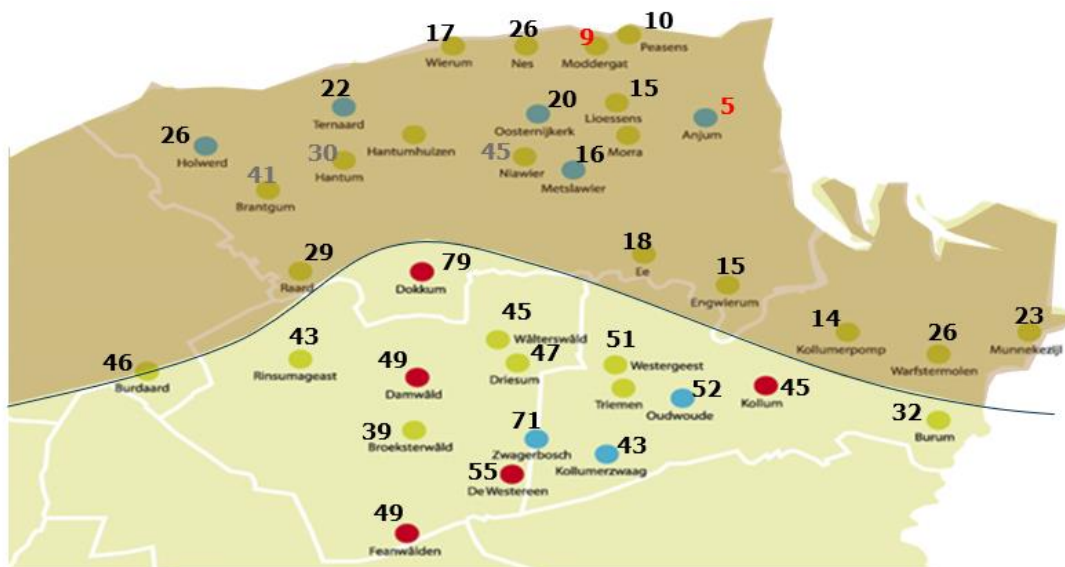 10
17
26
9
Peasens
Wierum
Nes
Moddergat
22
20
15
5
Ternaard
Oosternijkerk
Lioessens
Anjum
26
Holwerd
Hantumhuizen
45
16
Morra
30
Niawier
Metslawier
Hantum
41
Brantgum
18
Ee
29
79
15
Raard
Dokkum
Engwierum
14
26
23
Kollumerpomp
Munnekezijl
Warfstermolen
43
45
Wâlterswâld
51
46
Rinsumageast
47
Westergeest
Burdaard
49
Driesum
52
Damwâld
Triemen
Oudwoude
Kollum
45
32
Burum
39
Broeksterwâld
71
43
Zwagerbosch
Kollumerzwaag
55
De Westereen
49
Feanwâlden